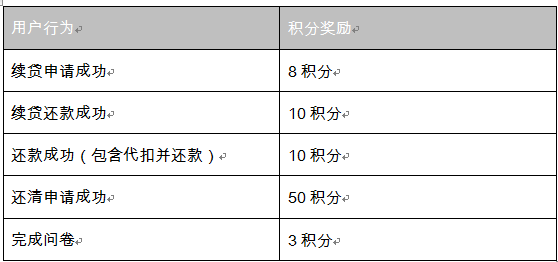 用户行为 积分奖励
续贷申请成功 8 积分
续贷还款成功 10 积分
还款成功（包含代扣并还款） 10 积分
还清申请成功 50 积分
完成问卷 3 积分